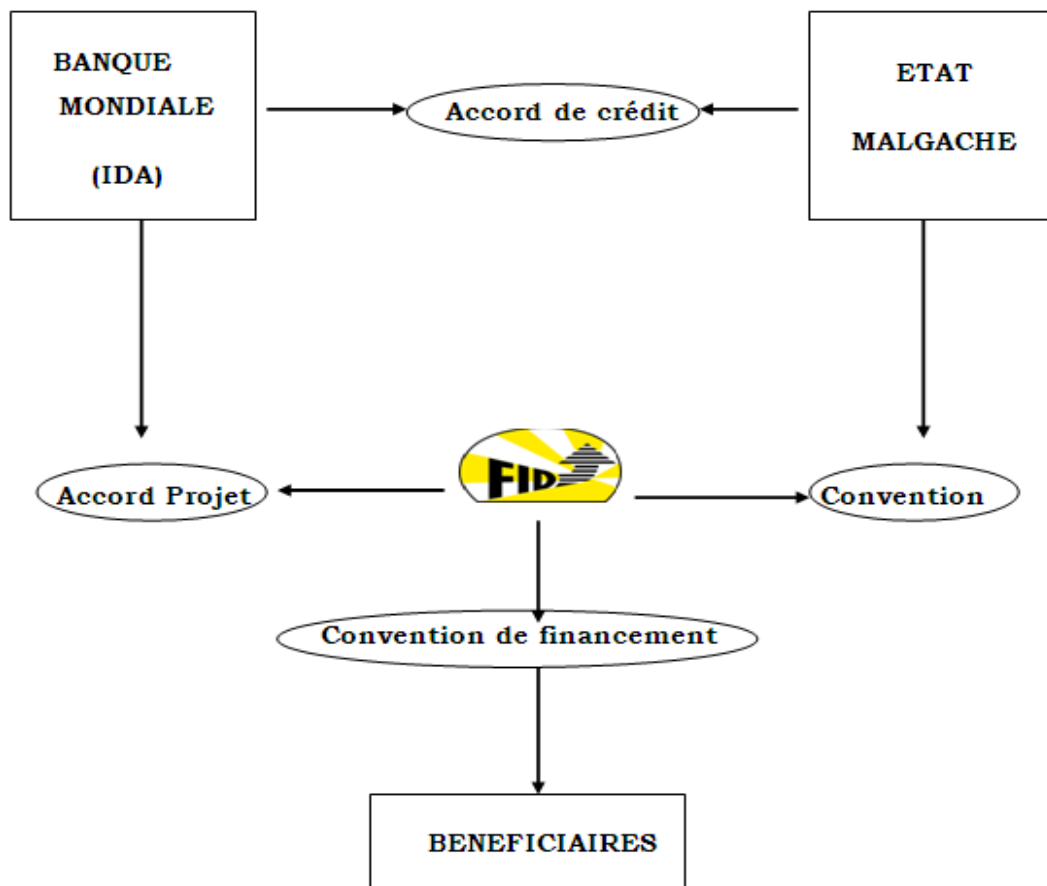 BANQUE
MONDIALE
(IDA)
Accord de crédit
ETAT
MALGACHE
Accord Projet
FID
Convention
Convention de financement
BENEFICIAIRES